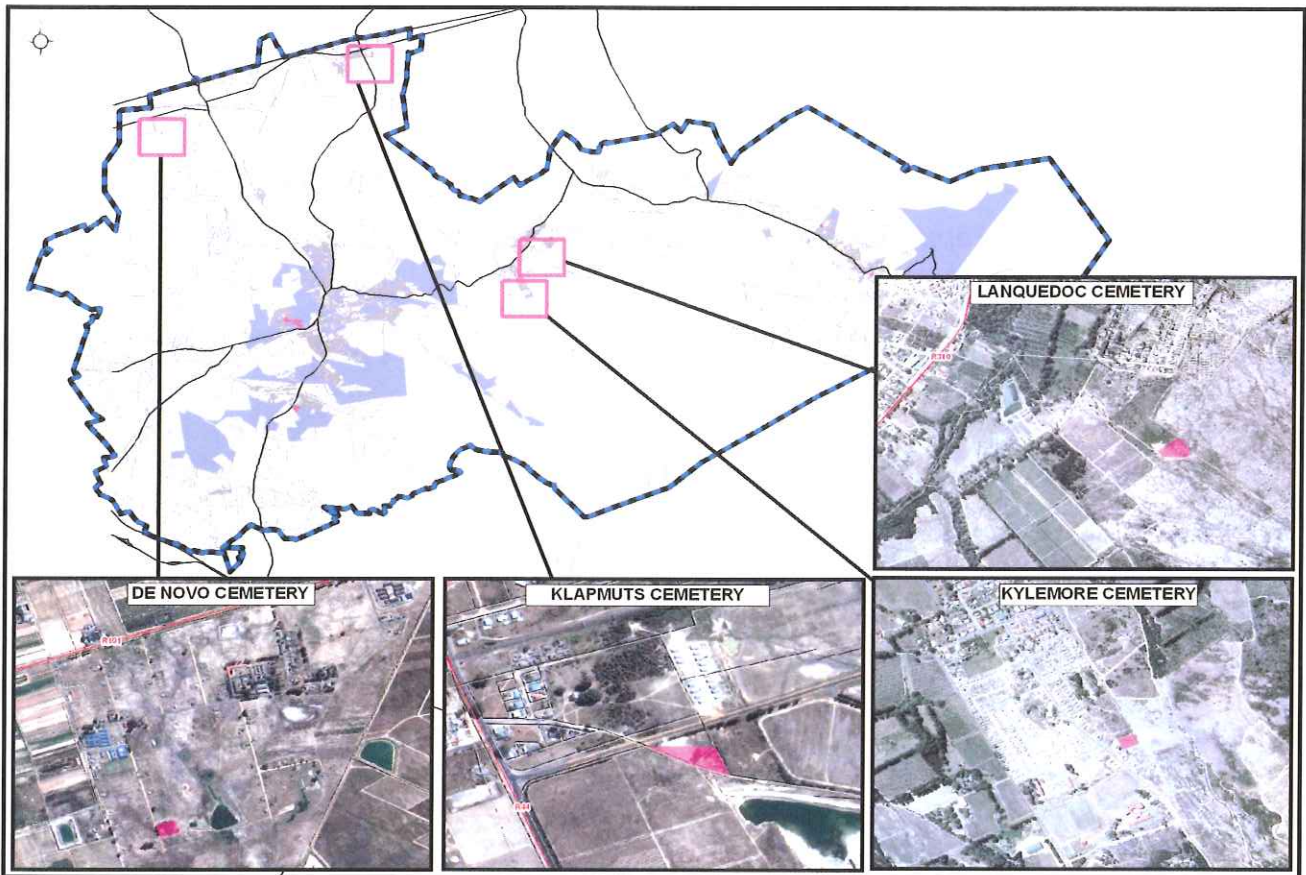 LANQUEDOC CEMETERY
R310
DE NOVO CEMETERY
R101
KLAPMUTS CEMETERY
R44
KYLEMORE CEMETERY